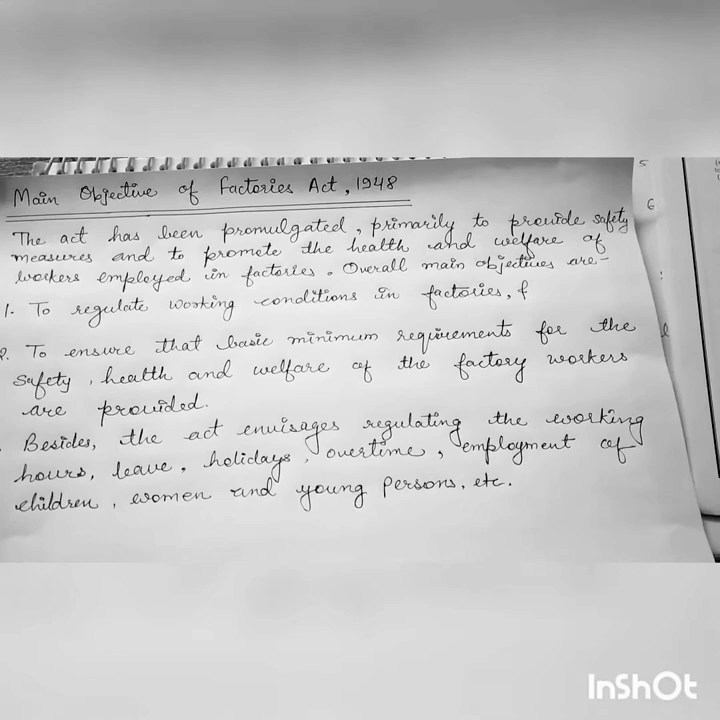 Main Objective of Factories Act, 1948
The act has been promulgated, primarily to provide safety
measures and to promote the health and welfare of
workers employed in factories. Overall main objectives are-
1. To regulate working conditions in factories, f
2. To ensure that basic minimum requirements for the
safety, health and welfare of the factory workers
are provided.
Besides, the act envisages regulating the working
hours, leave, holidays, overtime, employment of
children, women and young persons, etc.
5
6
InShOt